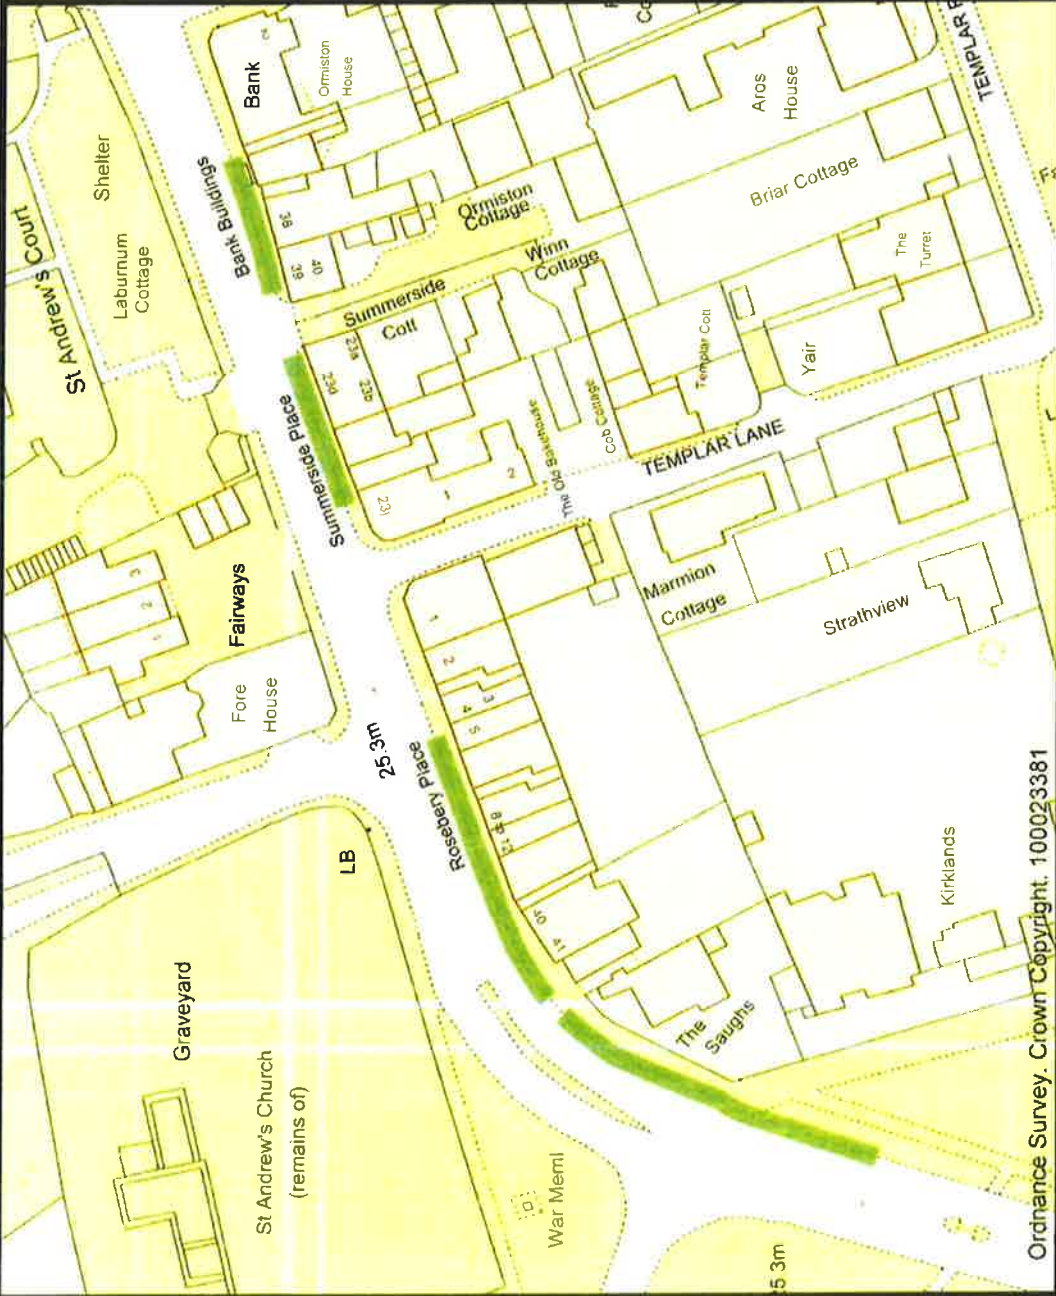 St Andrew's Court
Shelter
Laburnum
Cottage
Bank Buildings
Bank
2
Ormiston
House
Aros
House
TEMPLAR
Briar Cottage
Ormiston
Cottage
Winn
Cottage
36
39
40
Summerside
Cott
23a
23d
23b
The
Turret
Templar Cott
Yair
Cob Cottage
The Old Bakehouse
TEMPLAR LANE
Summerside Place
23
1
2
Fairways
3
2
1
Fore
House
Marmion
Cottage
Strathview
1
2
3
4
5
25.3m
Rosebery Place
LB
40
41
Kirklands
The
Saughs
Graveyard
St Andrew's Church
(remains of)
War Meml
5 3m
Ordnance Survey. Crown Copyright. 100023381